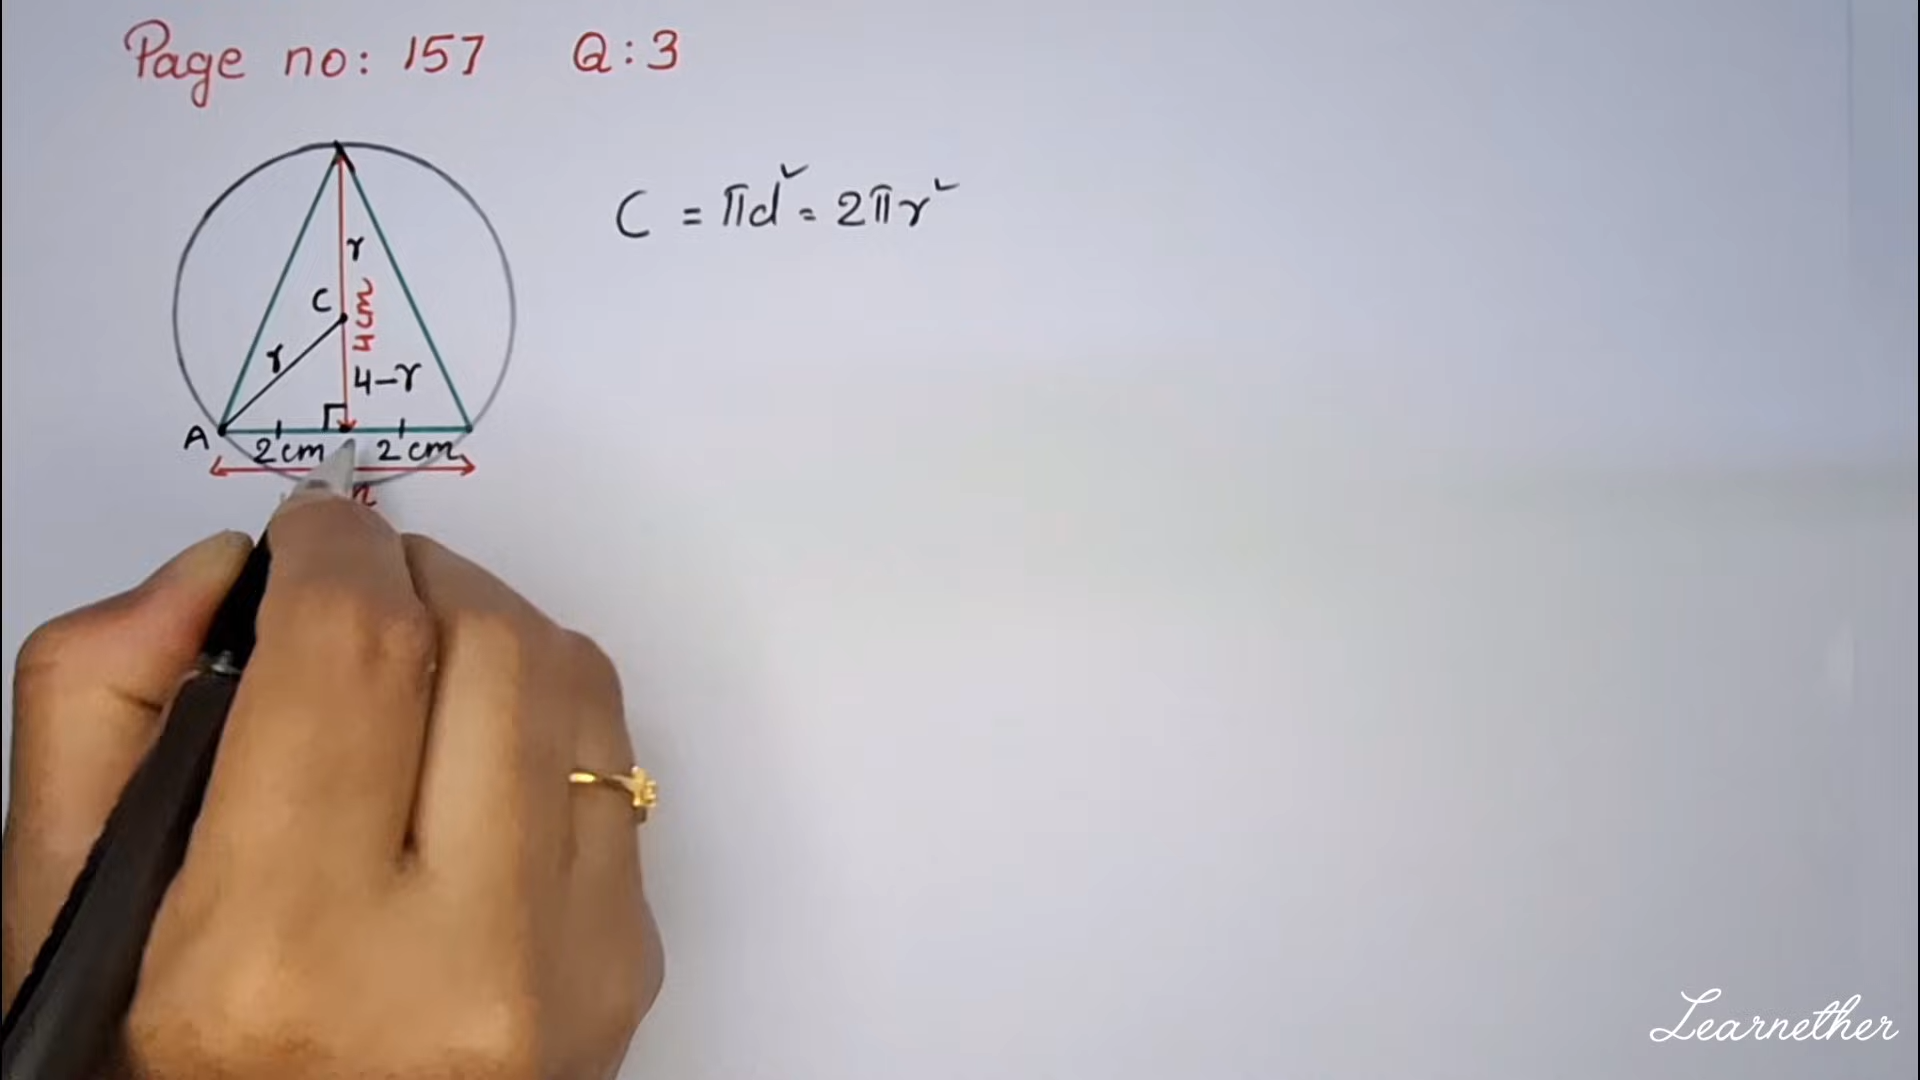 Page no: 157 Q:3
C = πd✓ = 2πr✓
r
C
4cm
r
4-r
A
2cm 2cm
Learnether